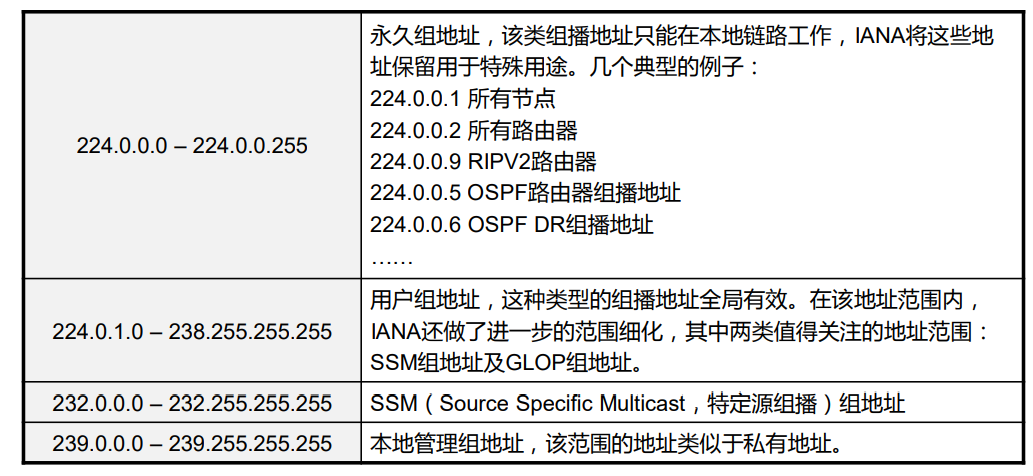 224.0.0.0 – 224.0.0.255
永久组地址，该类组播地址只能在本地链路工作，IANA将这些地
址保留用于特殊用途。几个典型的例子：
224.0.0.1 所有节点
224.0.0.2 所有路由器
224.0.0.9 RIPV2路由器
224.0.0.5 OSPF路由器组播地址
224.0.0.6 OSPF DR组播地址
……
224.0.1.0 – 238.255.255.255
用户组地址，这种类型的组播地址全局有效。在该地址范围内，
IANA还做了进一步的范围细化，其中两类值得关注的地址范围：
SSM组地址及GLOP组地址。
232.0.0.0 – 232.255.255.255
SSM（Source Specific Multicast，特定源组播）组地址
239.0.0.0 – 239.255.255.255
本地管理组地址，该范围的地址类似于私有地址。